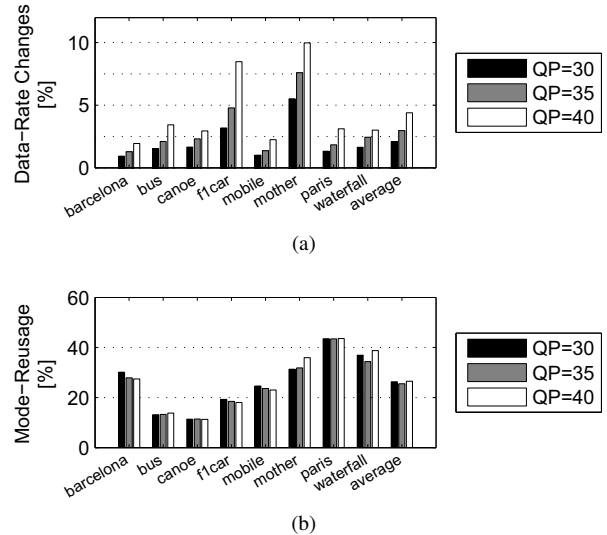 Data-Rate Changes
[%]
10
5
0
barcelona
bus
canoe
f1car
mobile
mother
paris
waterfall
average
QP=30
QP=35
QP=40
(a)
Mode-Reusage
[%]
60
40
20
0
barcelona
bus
canoe
f1car
mobile
mother
paris
waterfall
average
QP=30
QP=35
QP=40
(b)